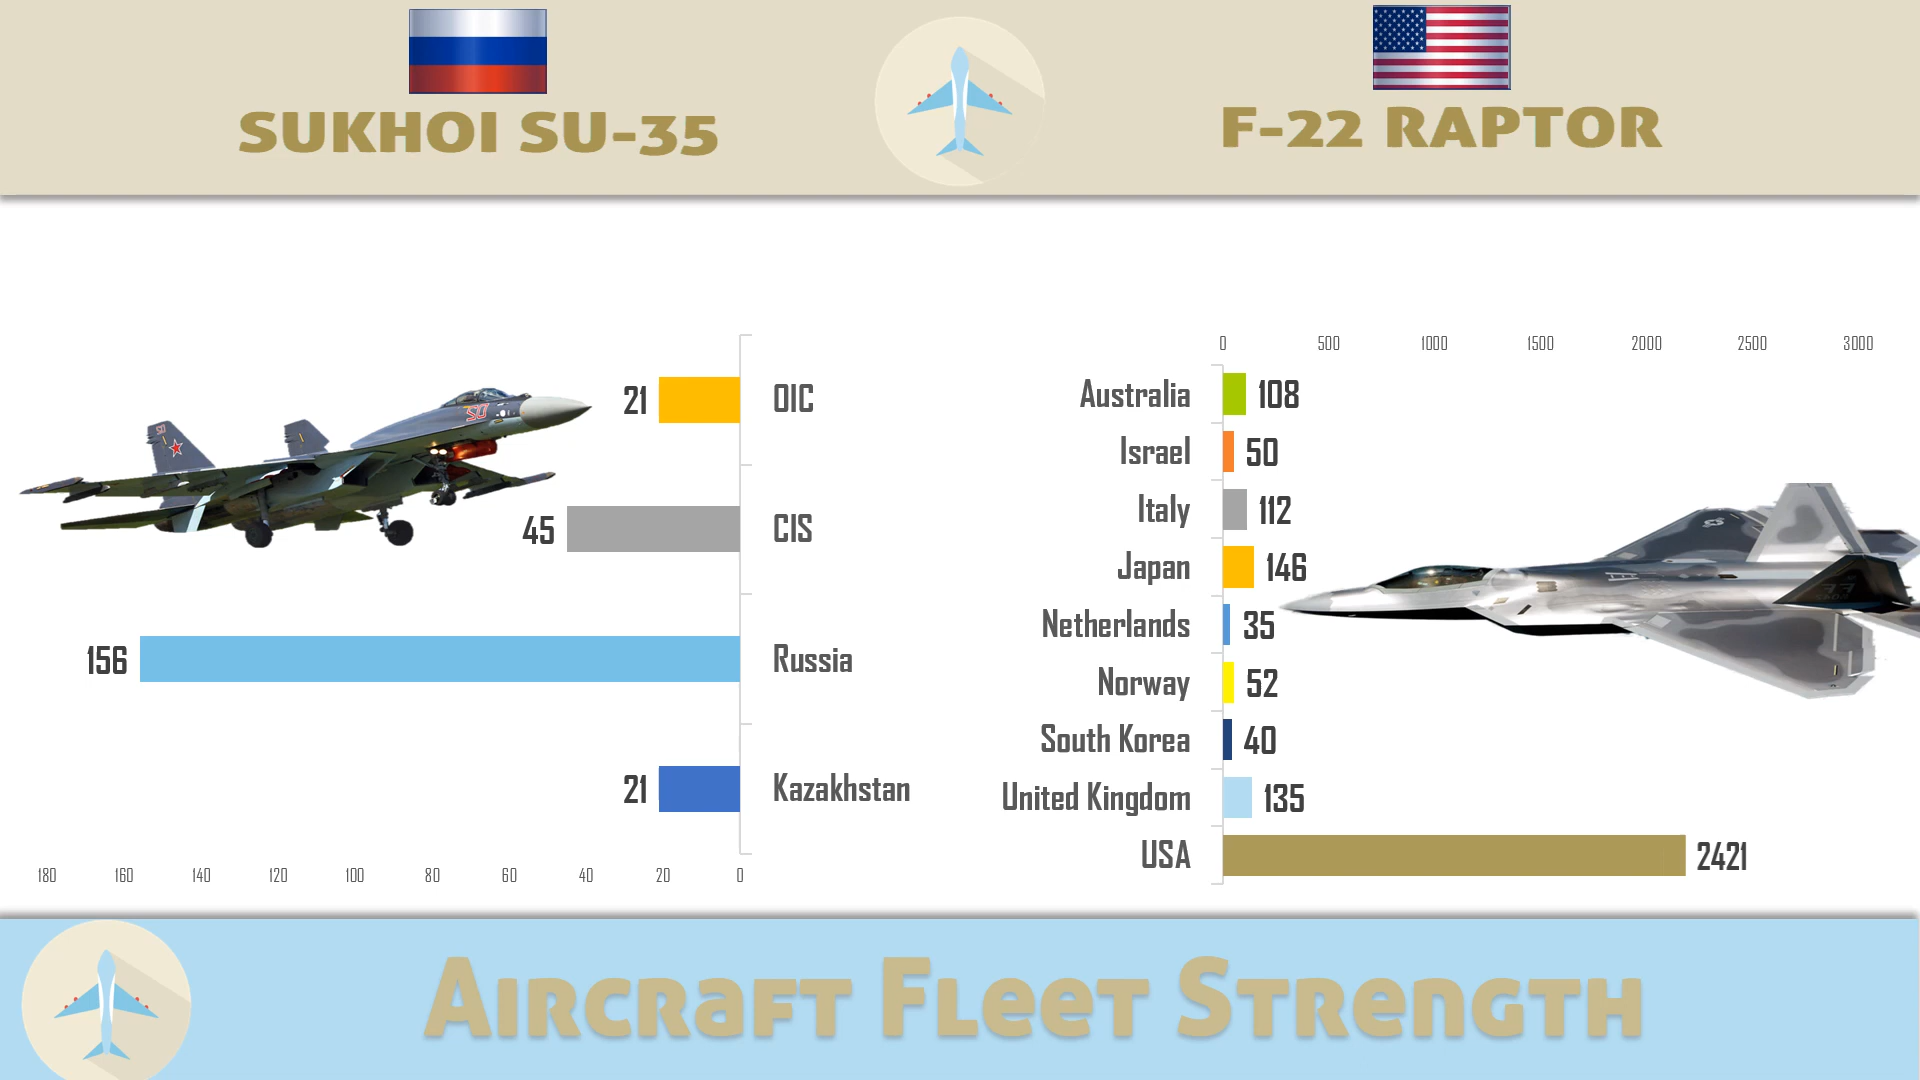 SUKHOI SU-35
F-22 RAPTOR
21 OIC
45 CIS
156 Russia
21 Kazakhstan
180 160 140 120 100 80 60 40 20 0
0 500 1000 1500 2000 2500 3000
Australia 108
Israel 50
Italy 112
Japan 146
Netherlands 35
Norway 52
South Korea 40
United Kingdom 135
USA 2421
Aircraft Fleet Strength